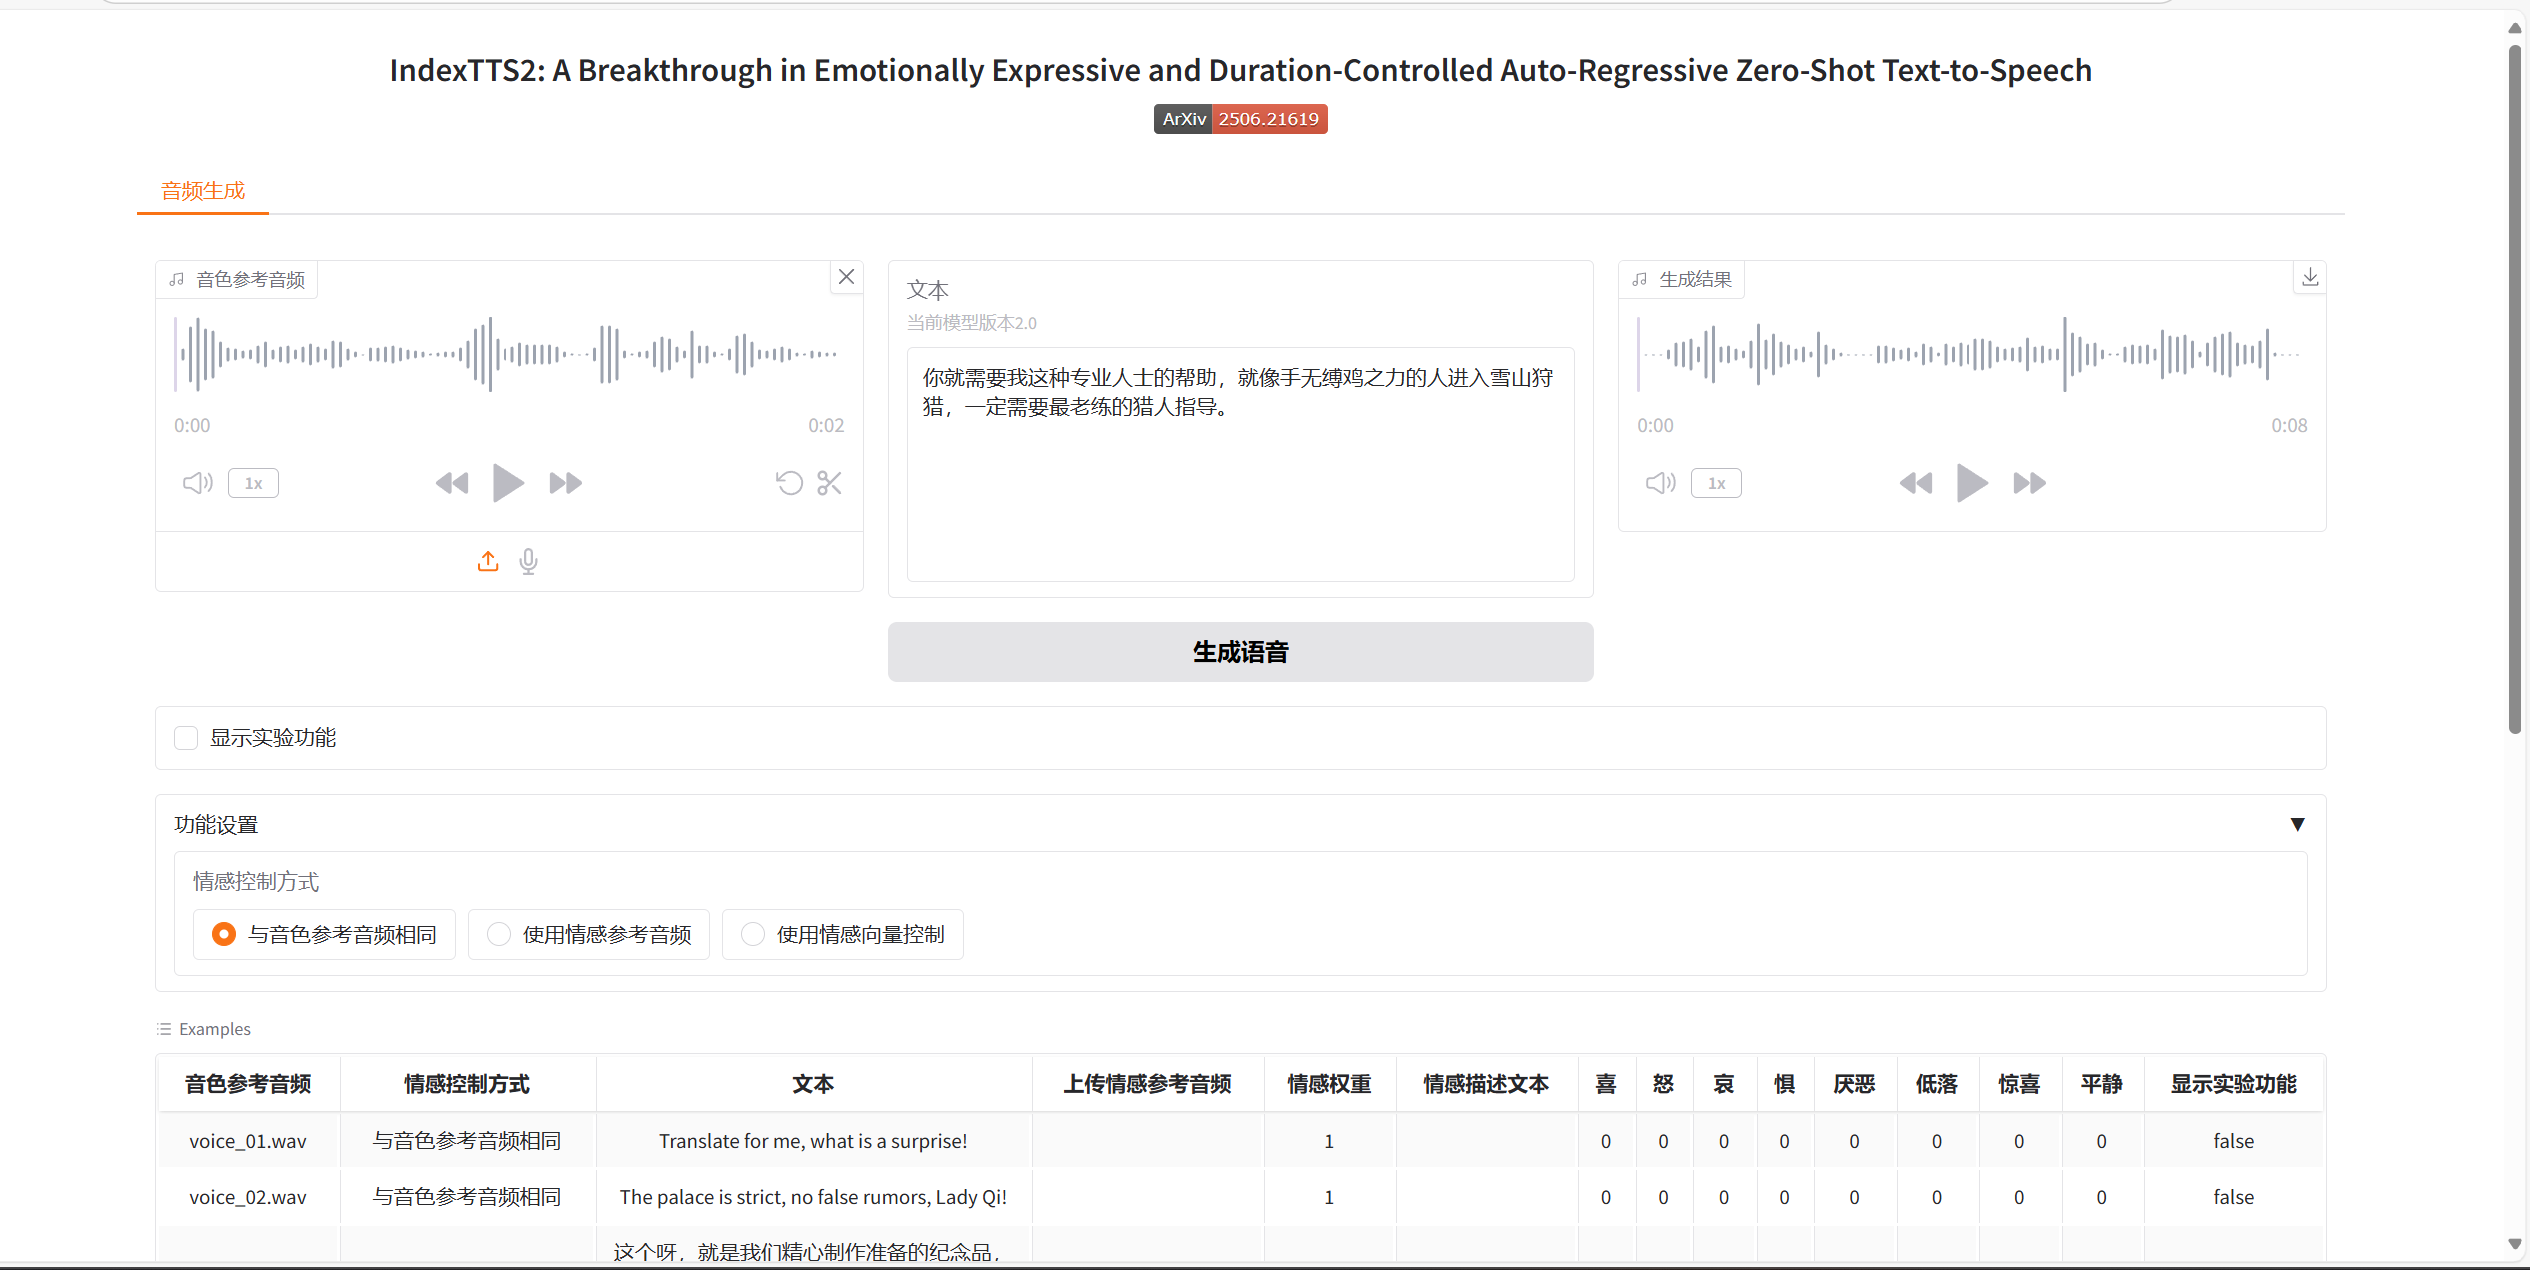 IndexTTS2: A Breakthrough in Emotionally Expressive and Duration-Controlled Auto-Regressive Zero-Shot Text-to-Speech
ArXiv 2506.21619
音频生成
音色参考音频
0:00 0:02
1x
文本
当前模型版本2.0
你就需要我这种专业人士的帮助，就像手无缚鸡之力的人进入雪山狩
猎，一定需要最老练的猎人指导。
生成结果
0:00 0:08
1x
生成语音
显示实验功能
功能设置 ▼
情感控制方式
与音色参考音频相同 使用情感参考音频 使用情感向量控制
Examples
音色参考音频 情感控制方式 文本 上传情感参考音频 情感权重 情感描述文本 喜 怒 哀 惧 厌恶 低落 惊喜 平静 显示实验功能
voice_01.wav 与音色参考音频相同 Translate for me, what is a surprise! 1 0 0 0 0 0 0 0 0 false
voice_02.wav 与音色参考音频相同 The palace is strict, no false rumors, Lady Qi! 1 0 0 0 0 0 0 0 0 false
这个呀，就是我们精心制作准备的纪念品，